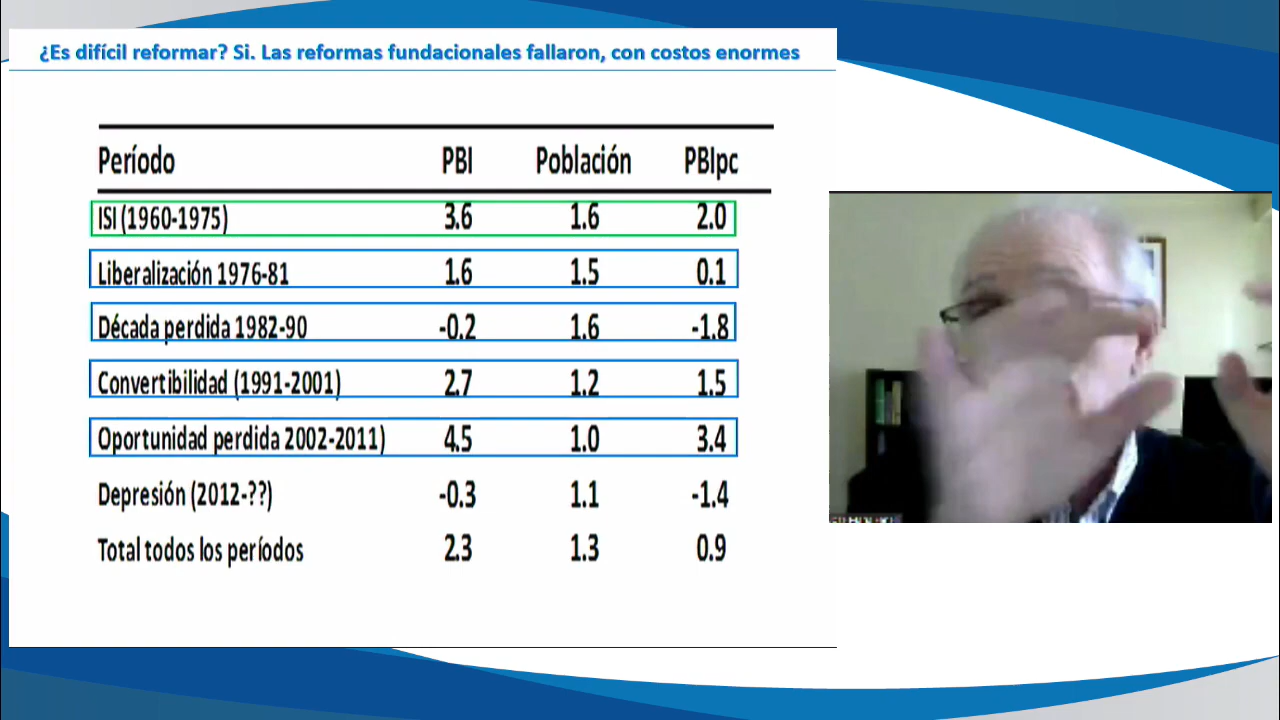 ¿Es difícil reformar? Si. Las reformas fundacionales fallaron, con costos enormes
Período PBI Población PBIpc
ISI (1960-1975) 3.6 1.6 2.0
Liberalización 1976-81 1.6 1.5 0.1
Década perdida 1982-90 -0.2 1.6 -1.8
Convertibilidad (1991-2001) 2.7 1.2 1.5
Oportunidad perdida 2002-2011) 4.5 1.0 3.4
Depresión (2012-??) -0.3 1.1 -1.4
Total todos los períodos 2.3 1.3 0.9